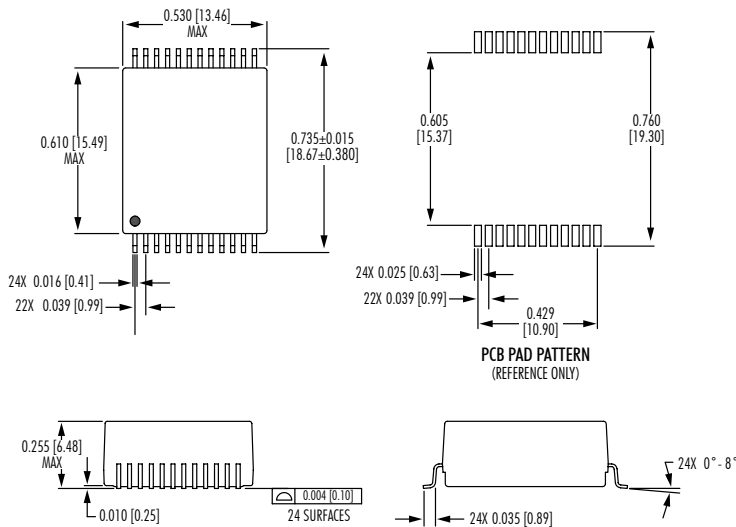 0.530 [13.46]
MAX
0.610 [15.49]
MAX
0.735±0.015
[18.67±0.380]
24X 0.016 [0.41]
22X 0.039 [0.99]
0.605
[15.37]
0.760
[19.30]
24X 0.025 [0.63]
22X 0.039 [0.99]
0.429
[10.90]
PCB PAD PATTERN
(REFERENCE ONLY)
0.255 [6.48]
MAX
0.010 [0.25]
0.004 [0.10]
24 SURFACES
24X 0°- 8°
24X 0.035 [0.89]